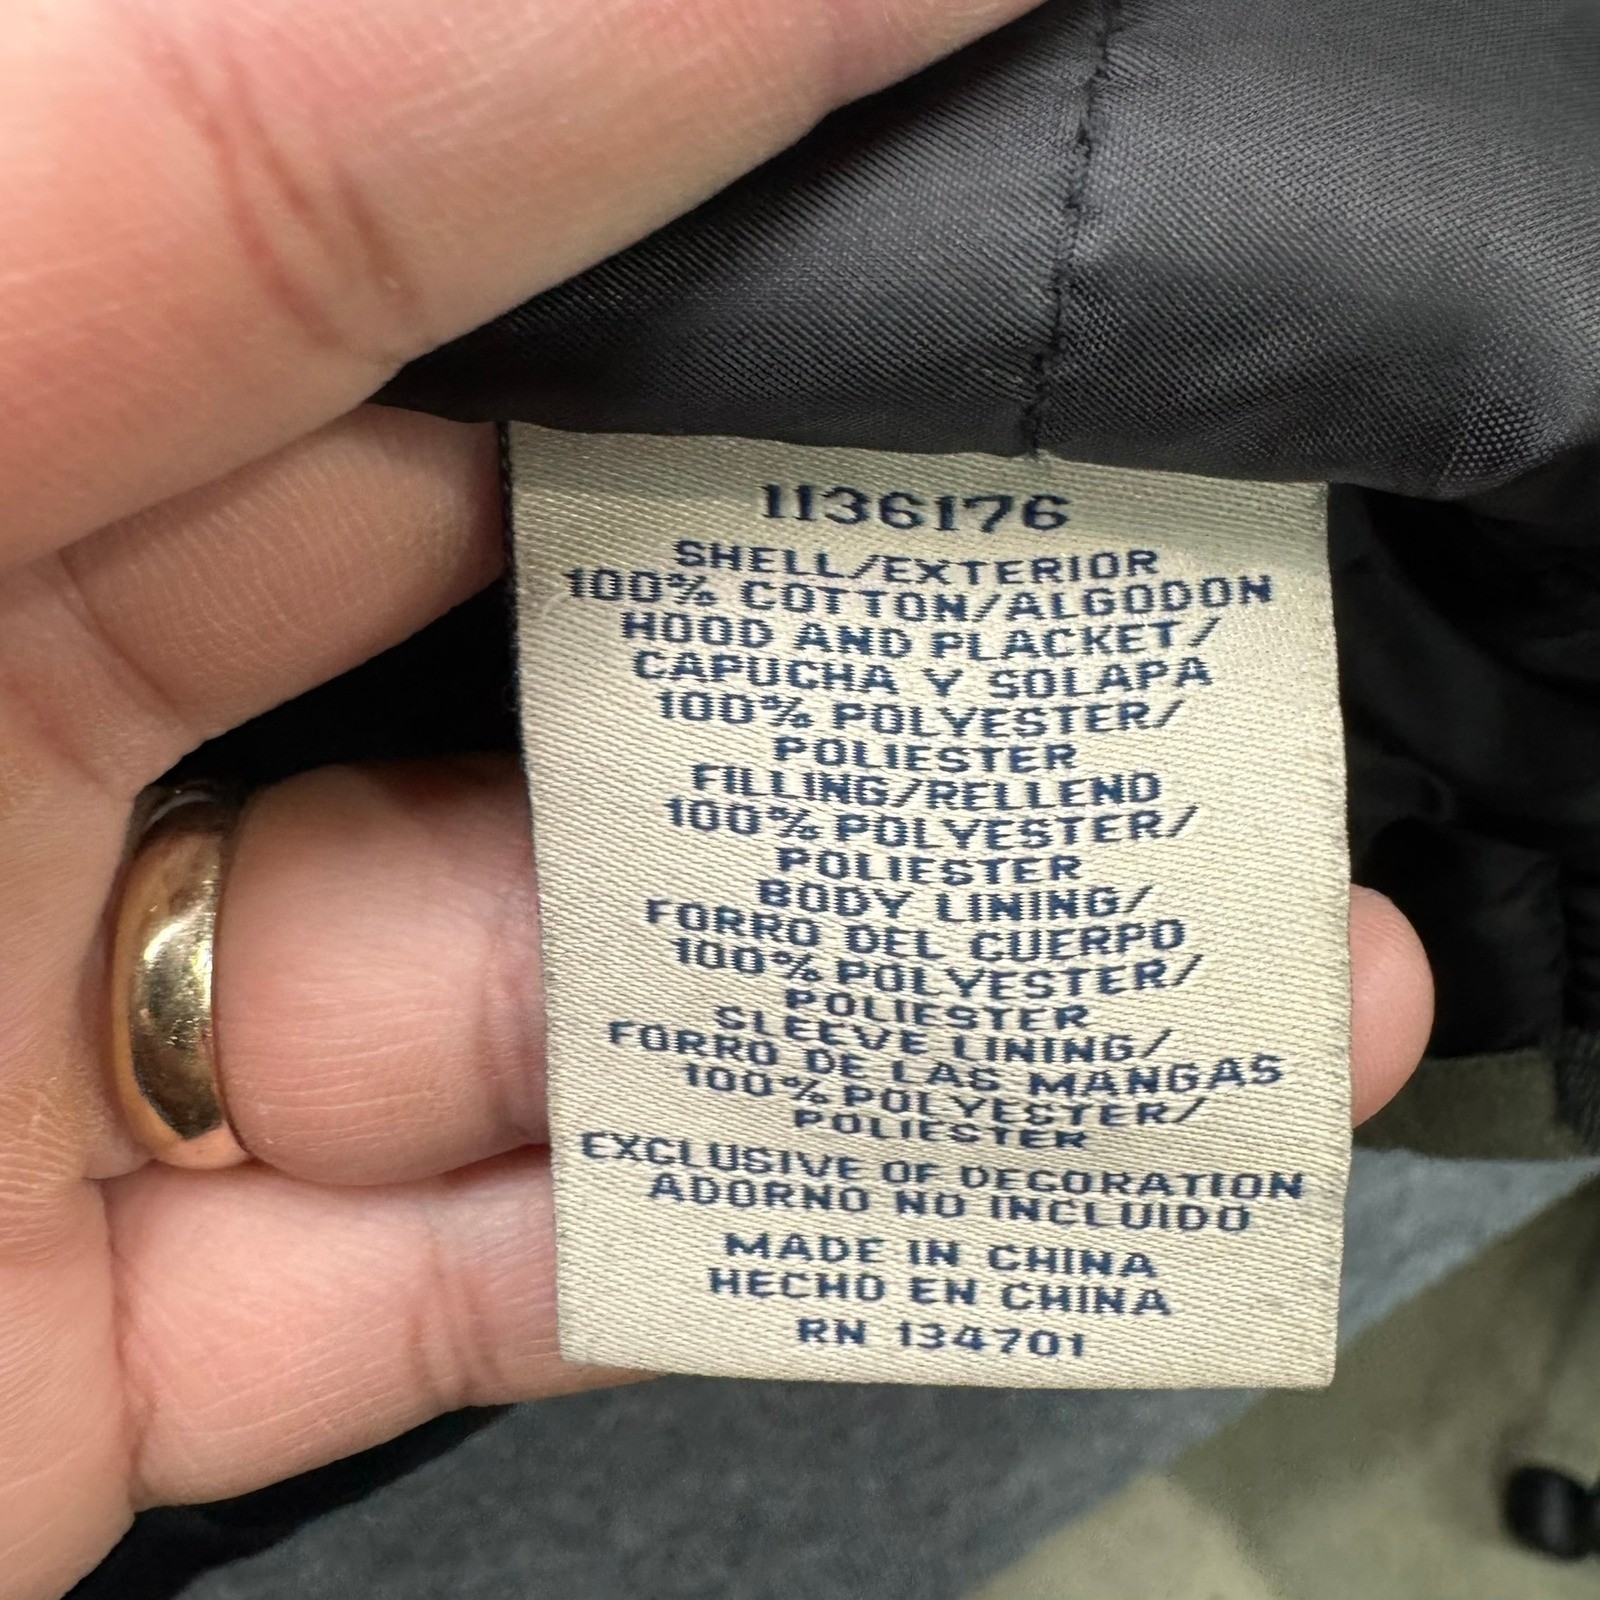 1136176
SHELL/EXTERIOR
100% COTTON/ALGODON
HOOD AND PLACKET/
CAPUCHA Y SOLAPA
100% POLYESTER/
POLIESTER
FILLING/RELLENO
100% POLYESTER/
POLIESTER
BODY LINING/
FORRO DEL CUERPO
100% POLYESTER/
POLIESTER
SLEEVE LINING/
FORRO DE LAS MANGAS
100% POLYESTER/
POLIESTER
EXCLUSIVE OF DECORATION
ADORNO NO INCLUIDO
MADE IN CHINA
HECHO EN CHINA
RN 134701